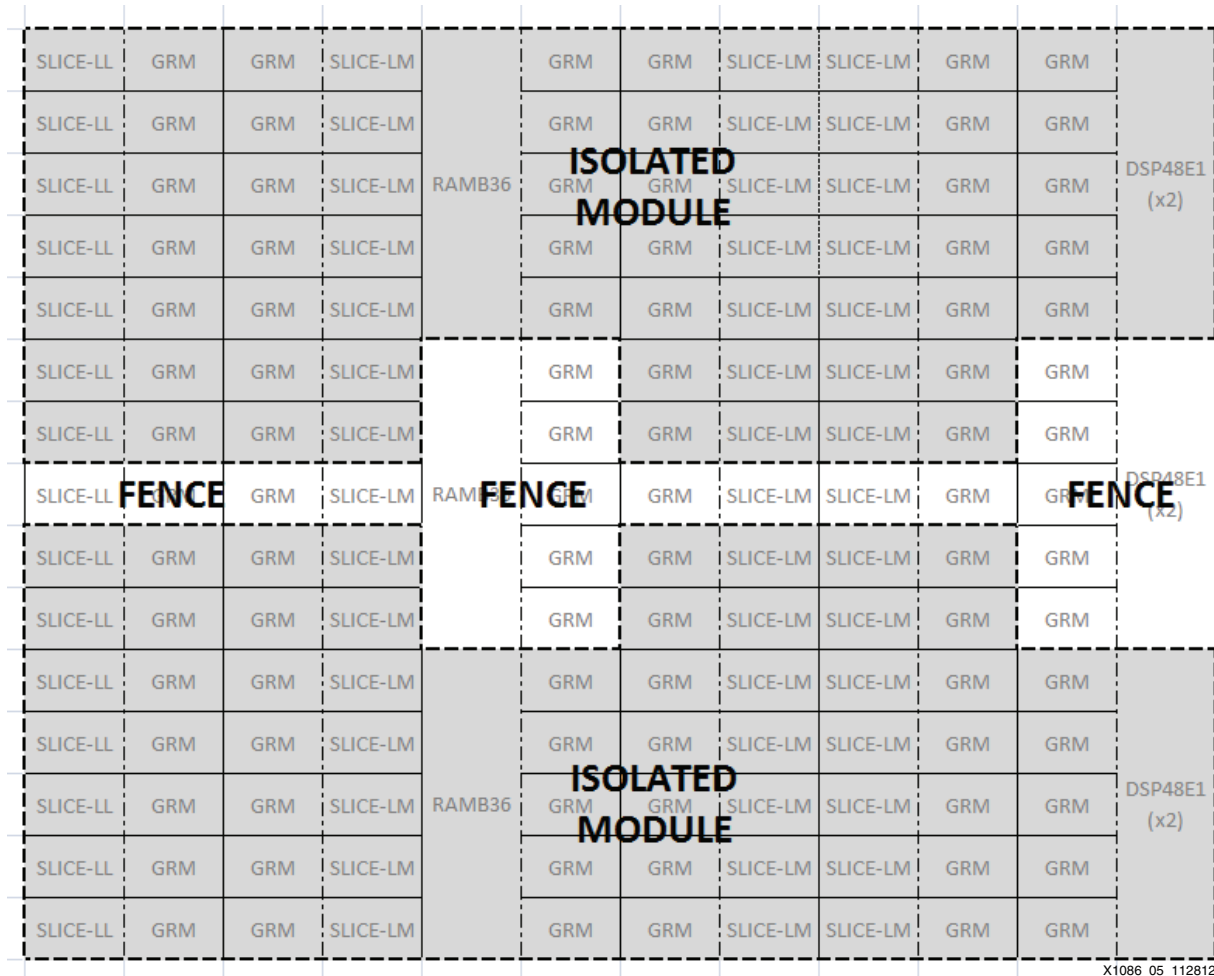 SLICE-LL GRM GRM SLICE-LM GRM GRM SLICE-LM SLICE-LM GRM GRM
SLICE-LL GRM GRM SLICE-LM GRM GRM SLICE-LM SLICE-LM GRM GRM
ISOLATED
SLICE-LL GRM GRM SLICE-LM RAMB36 GRM GRM SLICE-LM SLICE-LM GRM GRM DSP48E1
(x2)
MODULE
SLICE-LL GRM GRM SLICE-LM GRM GRM SLICE-LM SLICE-LM GRM GRM
SLICE-LL GRM GRM SLICE-LM GRM GRM SLICE-LM SLICE-LM GRM GRM
SLICE-LL GRM GRM SLICE-LM GRM GRM SLICE-LM SLICE-LM GRM GRM
SLICE-LL GRM GRM SLICE-LM GRM GRM SLICE-LM SLICE-LM GRM GRM
SLICE-LL FENCE GRM GRM SLICE-LM RAMB36 FENCE GRM GRM SLICE-LM SLICE-LM GRM GRM FENCE DSP48E1
(x2)
SLICE-LL GRM GRM SLICE-LM GRM GRM SLICE-LM SLICE-LM GRM GRM
SLICE-LL GRM GRM SLICE-LM GRM GRM SLICE-LM SLICE-LM GRM GRM
SLICE-LL GRM GRM SLICE-LM GRM GRM SLICE-LM SLICE-LM GRM GRM
SLICE-LL GRM GRM SLICE-LM GRM GRM SLICE-LM SLICE-LM GRM GRM
ISOLATED
SLICE-LL GRM GRM SLICE-LM RAMB36 GRM GRM SLICE-LM SLICE-LM GRM GRM DSP48E1
(x2)
MODULE
SLICE-LL GRM GRM SLICE-LM GRM GRM SLICE-LM SLICE-LM GRM GRM
SLICE-LL GRM GRM SLICE-LM GRM GRM SLICE-LM SLICE-LM GRM GRM
X1086_05_112812